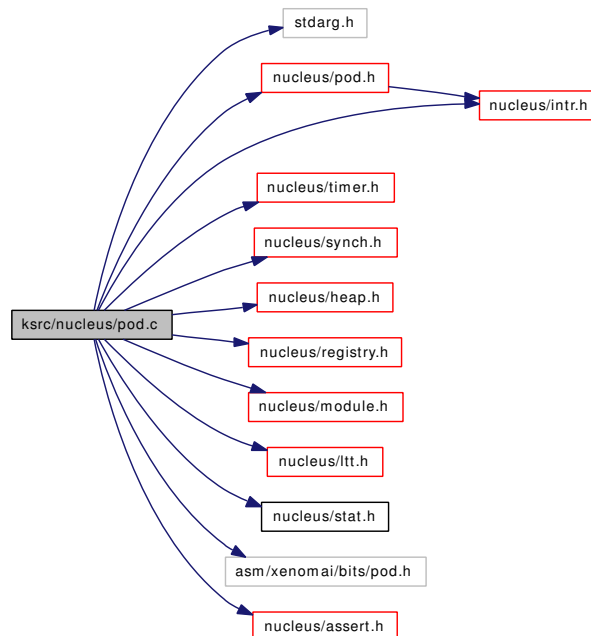 stdarg.h
nucleus/pod.h
nucleus/intr.h
nucleus/timer.h
nucleus/synch.h
nucleus/heap.h
ksrc/nucleus/pod.c
nucleus/registry.h
nucleus/module.h
nucleus/ltt.h
nucleus/stat.h
asm/xenomai/bits/pod.h
nucleus/assert.h